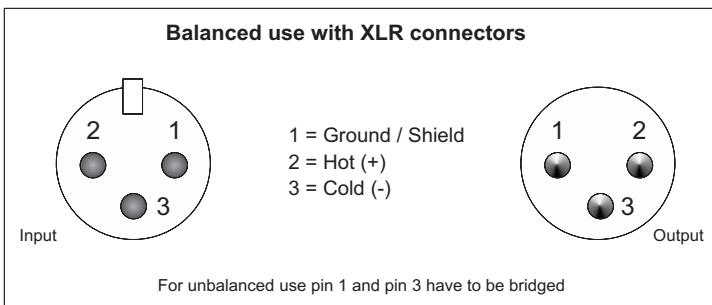 Balanced use with XLR connectors
2
1
3
Input
1 = Ground / Shield
2 = Hot (+)
3 = Cold (-)
1
2
3
Output
For unbalanced use pin 1 and pin 3 have to be bridged